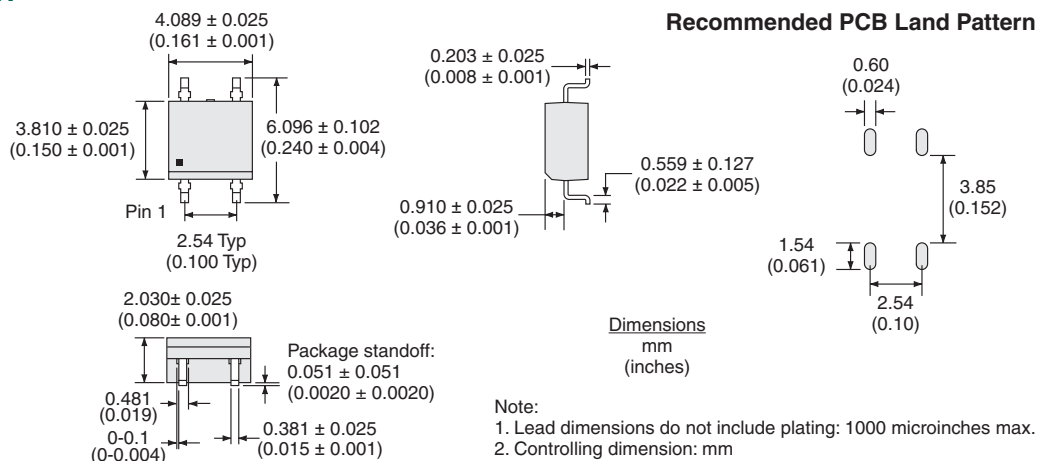 Recommended PCB Land Pattern
4.089 ± 0.025
(0.161 ± 0.001)
3.810 ± 0.025
(0.150 ± 0.001)
6.096 ± 0.102
(0.240 ± 0.004)
Pin 1
2.54 Typ
(0.100 Typ)
0.203 ± 0.025
(0.008 ± 0.001)
0.559 ± 0.127
(0.022 ± 0.005)
0.910 ± 0.025
(0.036 ± 0.001)
0.60
(0.024)
3.85
(0.152)
1.54
(0.061)
2.54
(0.10)
2.030± 0.025
(0.080± 0.001)
Package standoff:
0.051 ± 0.051
(0.0020 ± 0.0020)
0.481
(0.019)
0-0.1
(0-0.004)
0.381 ± 0.025
(0.015 ± 0.001)
Dimensions
mm
(inches)
Note:
1. Lead dimensions do not include plating: 1000 microinches max.
2. Controlling dimension: mm